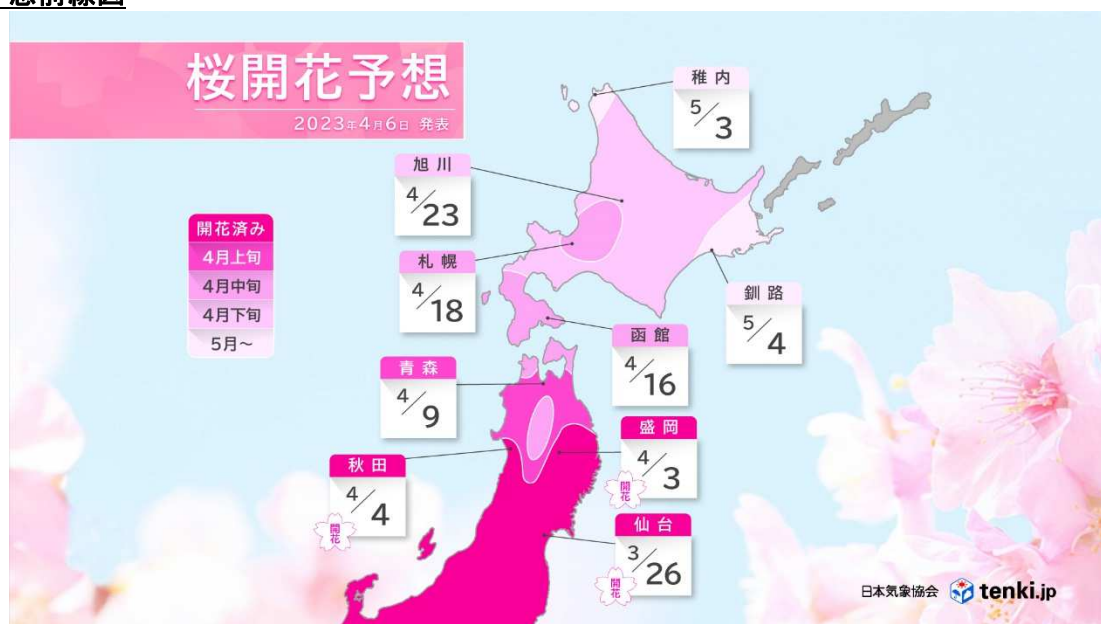 桜開花予想
2023年4月6日 発表
稚内
5/3
旭川
4/23
開花済み
4月上旬
4月中旬
4月下旬
5月～
札幌
4/18
釧路
5/4
函館
4/16
青森
4/9
盛岡
4/3
開花
秋田
4/4
開花
仙台
3/26
開花
日本気象協会 tenki.jp